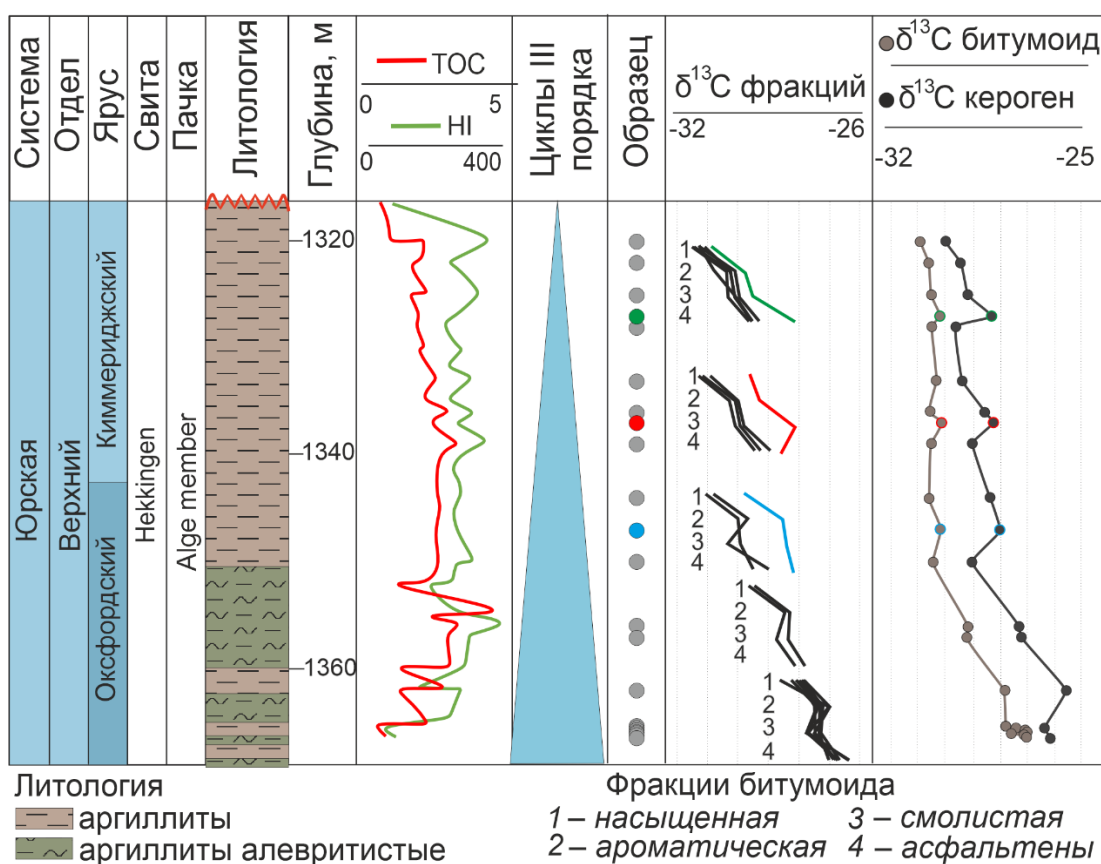 Система
Отдел
Ярус
Свита
Пачка
Литология
Глубина, м
TOC
0 5
HI
0 400
Циклы III
порядка
Образец
δ¹³C фракций
-32 -26
δ¹³C битумоид
δ¹³C кероген
-32 -25
Юрская
Верхний
Киммериджский
Оксфордский
Hekkingen
Alge member
1320
1340
1360
1
2
3
4
1
2
3
4
1
2
3
4
1
2
3
4
1
2
3
4
Литология
аргиллиты
аргиллиты алевритистые
Фракции битумоида
1 – насыщенная
2 – ароматическая
3 – смолистая
4 – асфальтены